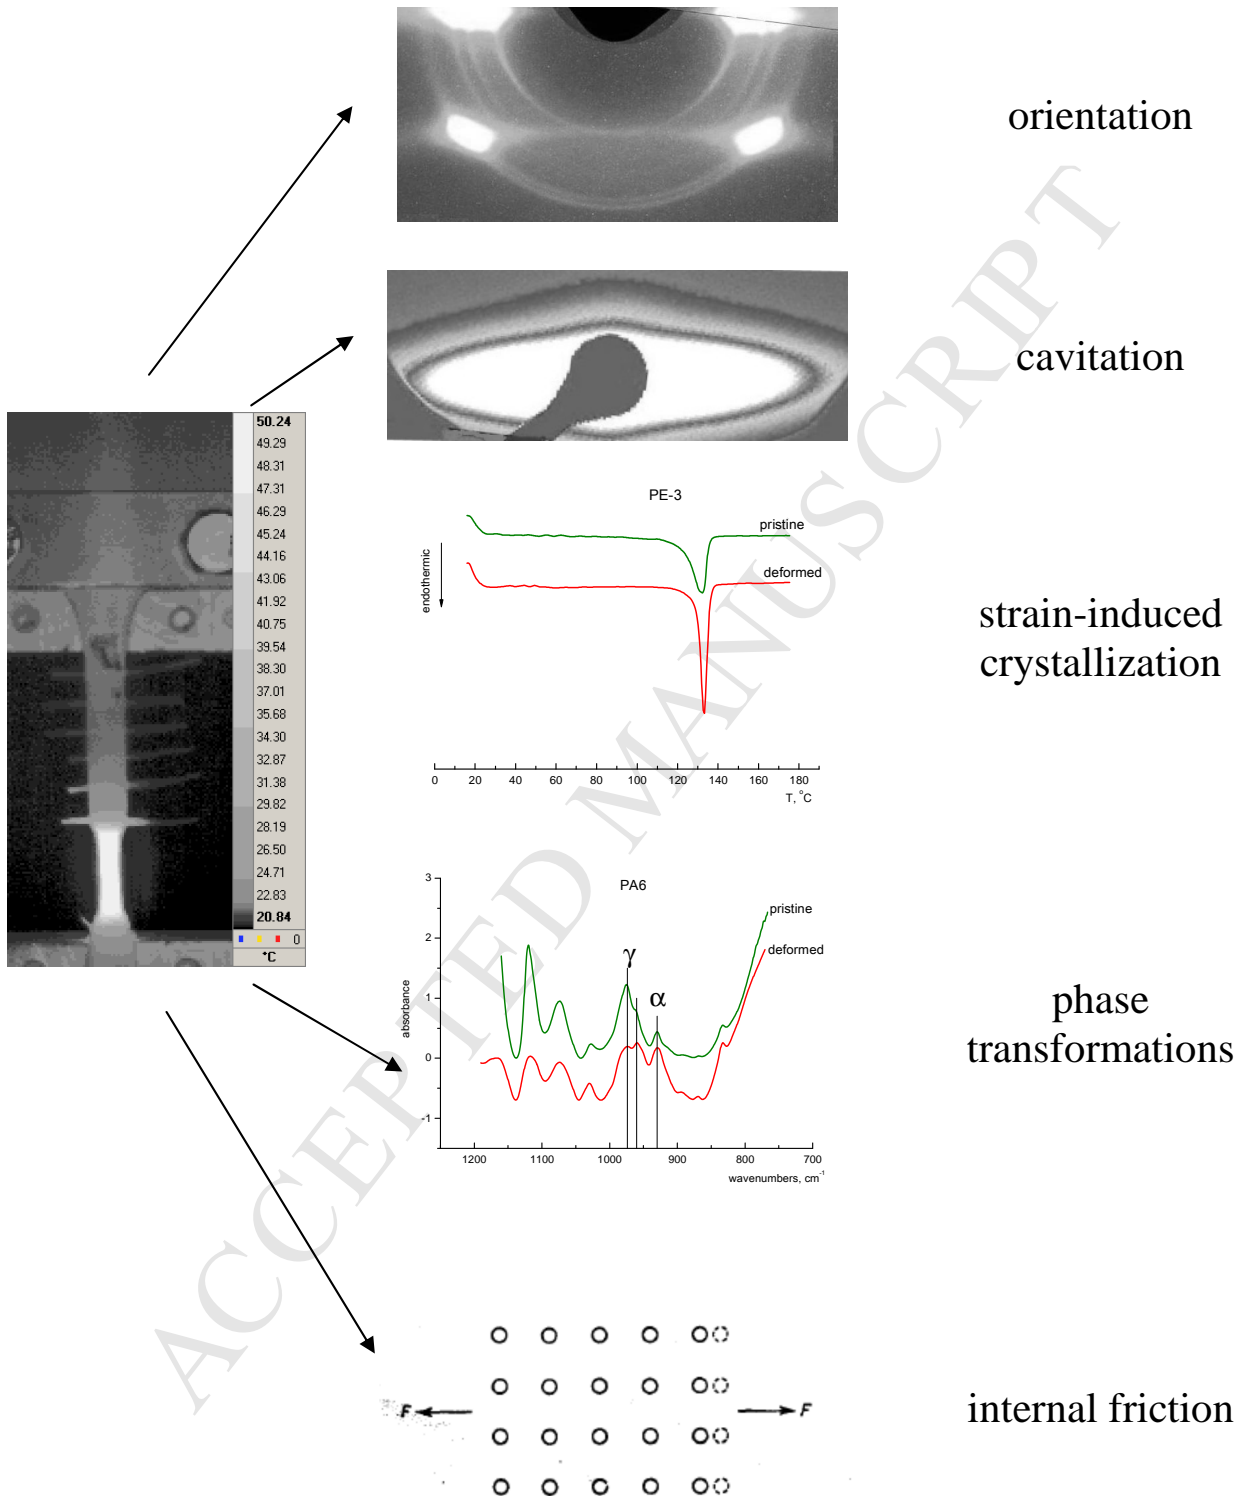 orientation
cavitation
50.24
49.29
48.31
47.31
46.29
45.24
44.16
43.06
41.92
40.75
39.54
38.30
37.01
35.68
34.30
32.87
31.38
29.82
28.19
26.50
24.71
22.83
20.84
0
°C
PE-3
pristine
deformed
endothermic
0 20 40 60 80 100 120 140 160 180
T, °C
strain-induced
crystallization
PA6
pristine
deformed
γ
α
absorbance
3
2
1
0
-1
1200 1100 1000 900 800 700
wavenumbers, cm⁻¹
phase
transformations
F
F
internal friction
ACCEPTED MANUSCRIPT